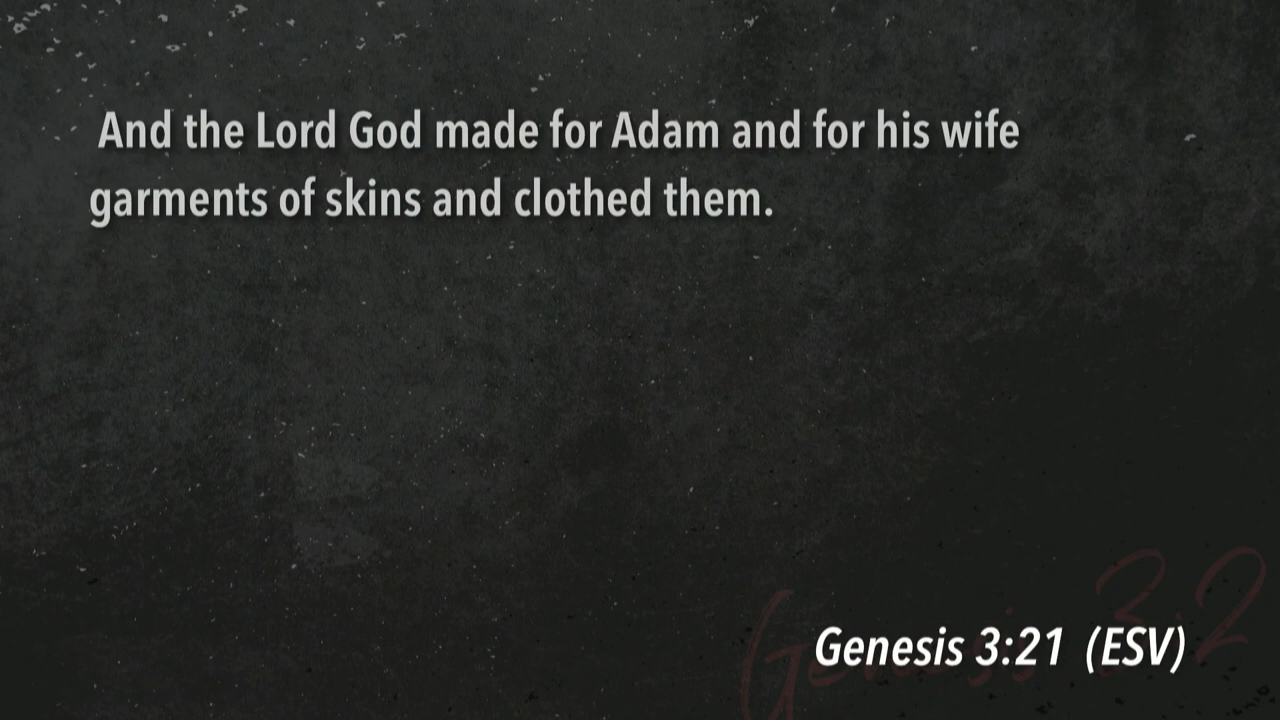 And the Lord God made for Adam and for his wife
garments of skins and clothed them.
Genesis 3:21 (ESV)